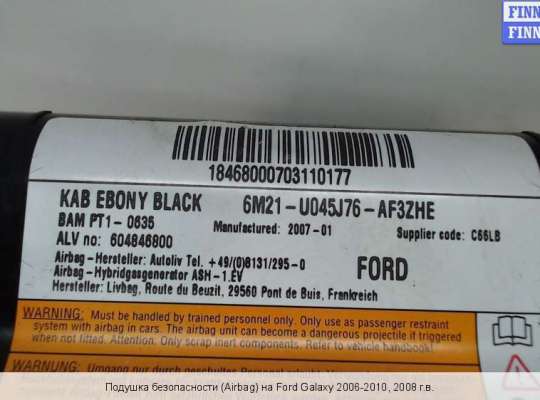 FINN
FINN
18468000703110177
KAB EBONY BLACK 6M21-U045J76-AF3ZHE
BAM PT1-0635 Manufactured: 2007-01 Supplier code: C66LB
ALV no: 604846800
Airbag-Hersteller: Autoliv Tel. +49/(0)8131/295-0 FORD
Airbag-Hybridgasgenerator ASH-1.EV
Hersteller: Livbag, Route du Beuzit, 29560 Pont de Buis, Frankreich
WARNING: Must be handled by trained personnel only. Only use as passenger restraint
system with airbag in cars. The airbag unit can become a dangerous projectile if triggered
when not fitted. Attention: Only scrap inert components. Refer to vehicle handbook!
WARNUNG: Umgang nur durch
Подушка безопасности (Airbag) на Ford Galaxy 2006-2010, 2008 г.в.